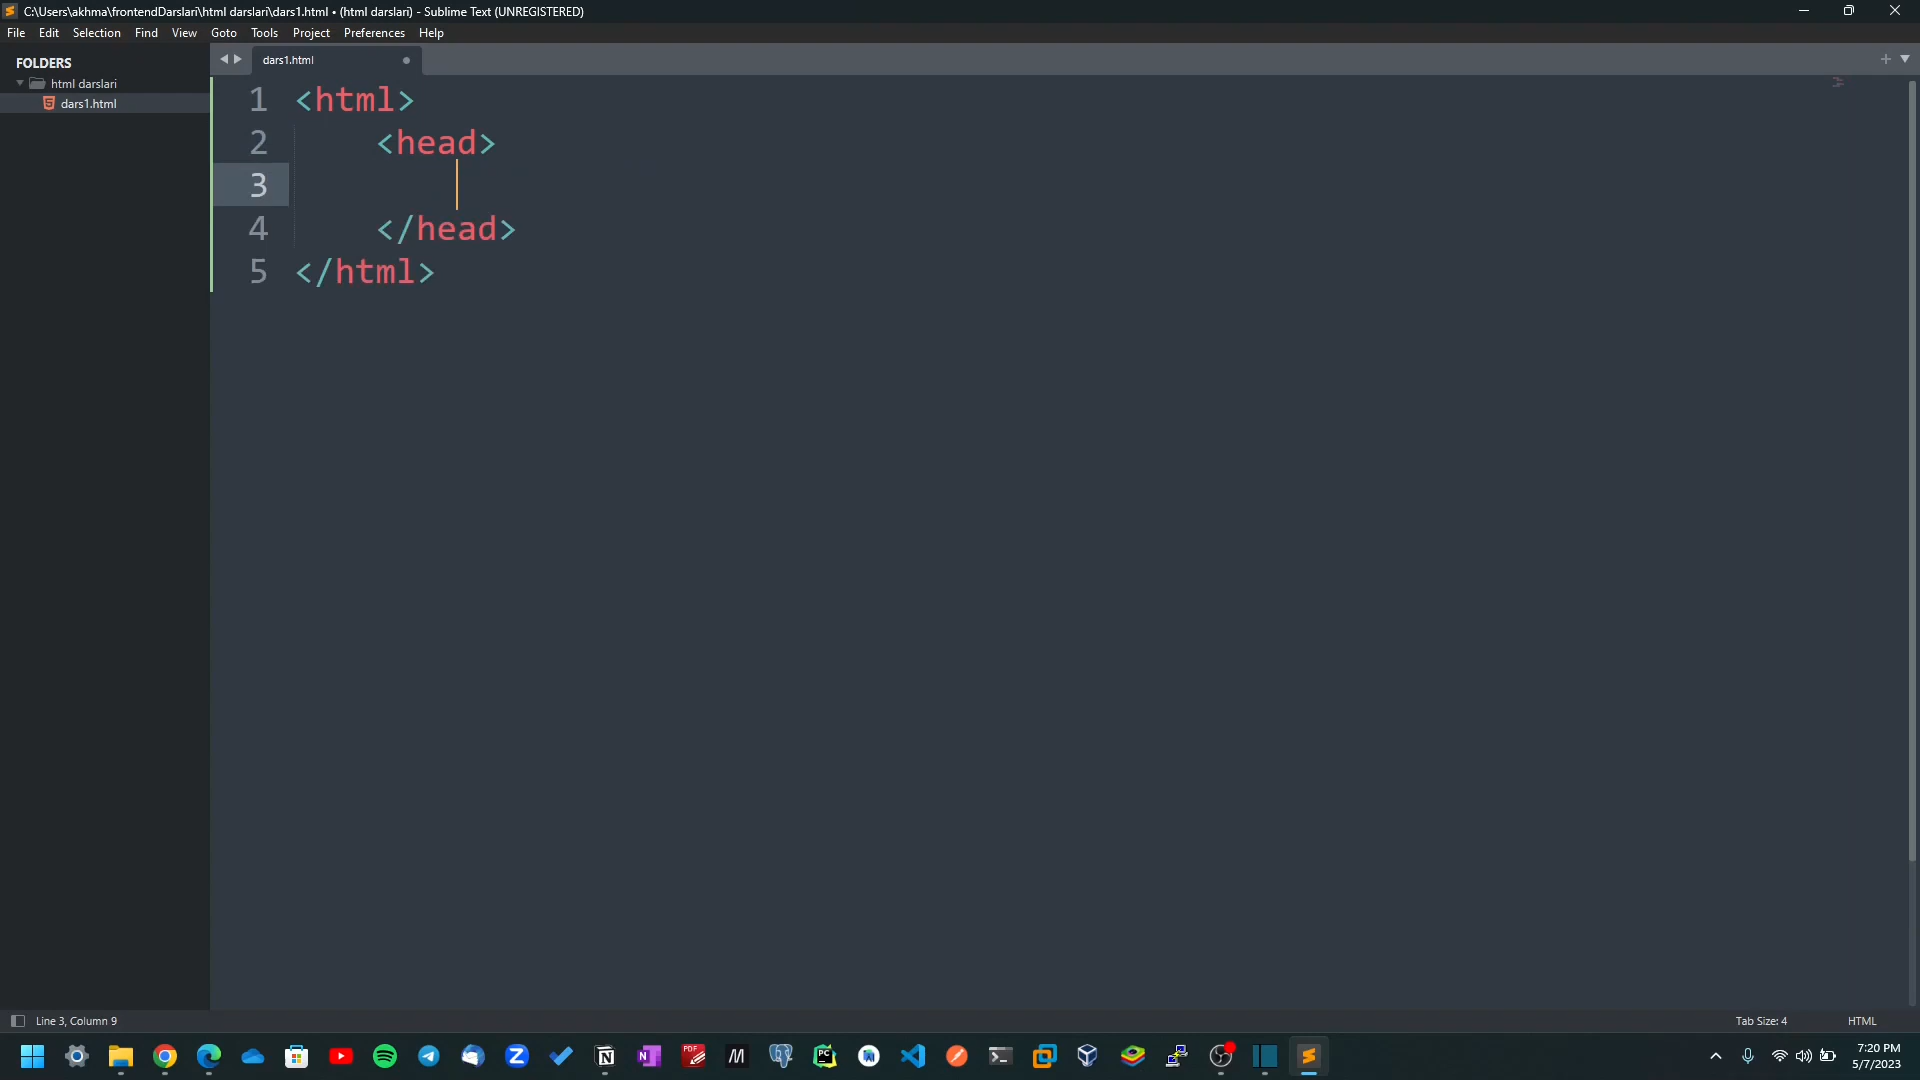 C:\Users\akhma\frontendDarslari\html darslari\dars1.html • (html darslari) - Sublime Text (UNREGISTERED)
File Edit Selection Find View Goto Tools Project Preferences Help
FOLDERS
html darslari
dars1.html
dars1.html
1 <html>
2 <head>
3
4 </head>
5 </html>
Line 3, Column 9
Tab Size: 4
HTML
7:20 PM
5/7/2023